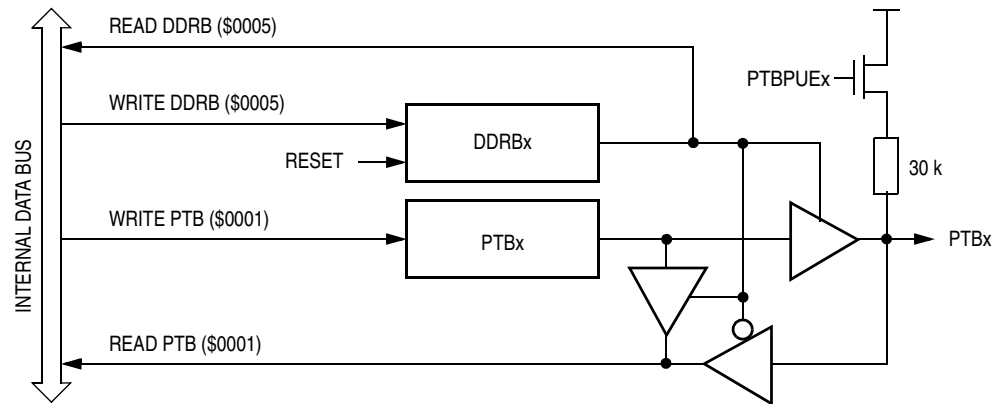 READ DDRB ($0005)
PTBPUEx
WRITE DDRB ($0005)
DDRBx
RESET
30 k
INTERNAL DATA BUS
WRITE PTB ($0001)
PTBx
PTBx
READ PTB ($0001)